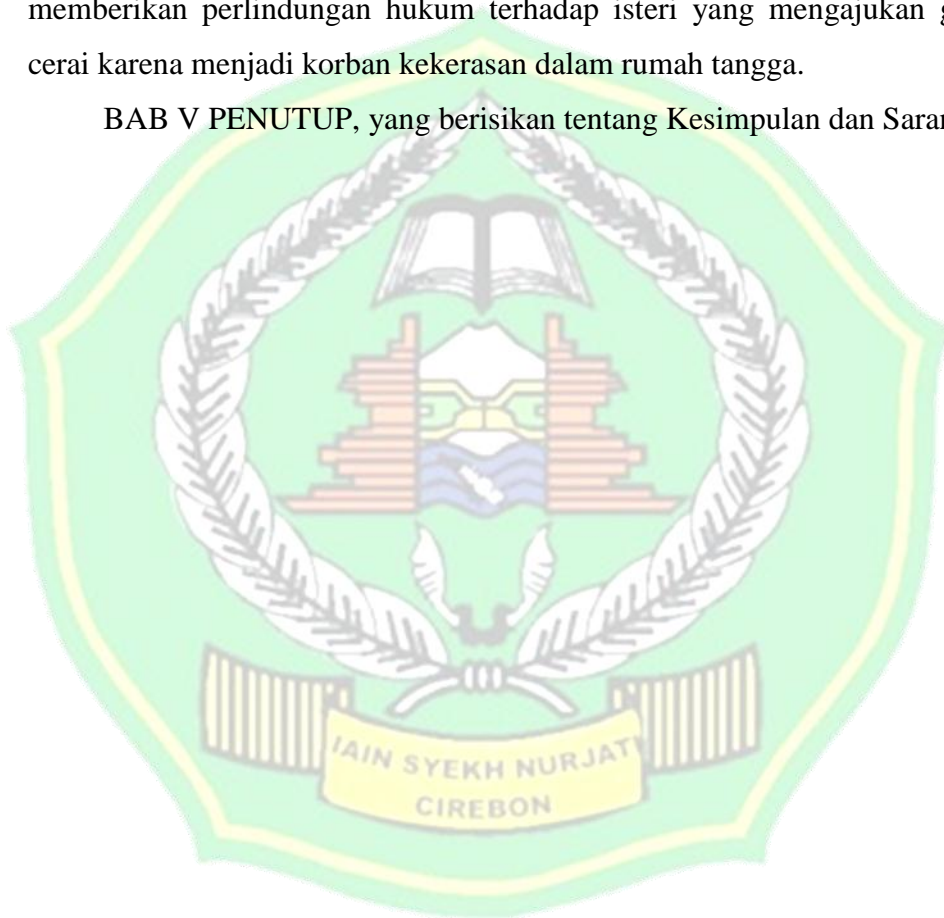 memberikan perlindungan hukum terhadap isteri yang mengajukan
cerai karena menjadi korban kekerasan dalam rumah tangga.
BAB V PENUTUP, yang berisikan tentang Kesimpulan dan Saran
IAIN SYEKH NURJATI
CIREBON